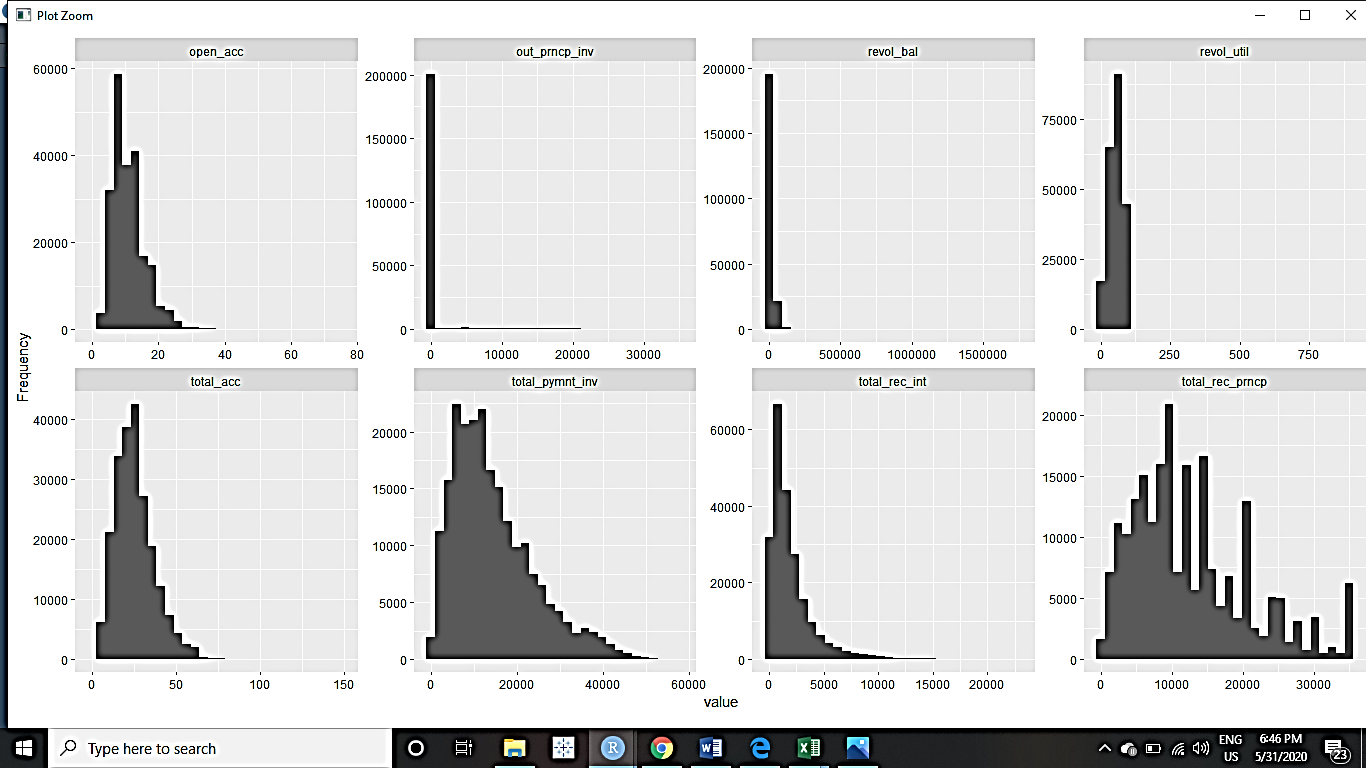 Plot Zoom
open_acc
out_prncp_inv
revol_bal
revol_util
60000
40000
20000
0
200000
150000
100000
50000
0
200000
150000
100000
50000
0
75000
50000
25000
0
0 20 40 60 80
0 10000 20000 30000
0 500000 1000000 1500000
0 250 500 750
Frequency
total_acc
total_pymnt_inv
total_rec_int
total_rec_prncp
40000
30000
20000
10000
0
20000
15000
10000
5000
0
60000
40000
20000
0
20000
15000
10000
5000
0
0 50 100 150
0 20000 40000 60000
0 5000 10000 15000 20000
0 10000 20000 30000
value
Type here to search
R
W
ENG
US
6:46 PM
5/31/2020
23